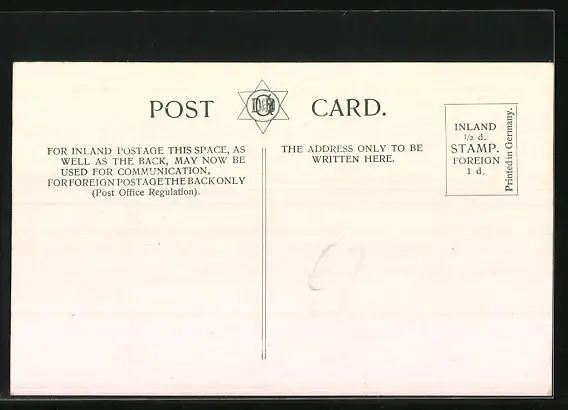 POST CARD.
FOR INLAND POSTAGE THIS SPACE, AS
WELL AS THE BACK, MAY NOW BE
USED FOR COMMUNICATION.
FOR FOREIGN POSTAGE THE BACK ONLY
(Post Office Regulation).
THE ADDRESS ONLY TO BE
WRITTEN HERE.
INLAND
½ d.
STAMP.
FOREIGN
1 d.
Printed in Germany.